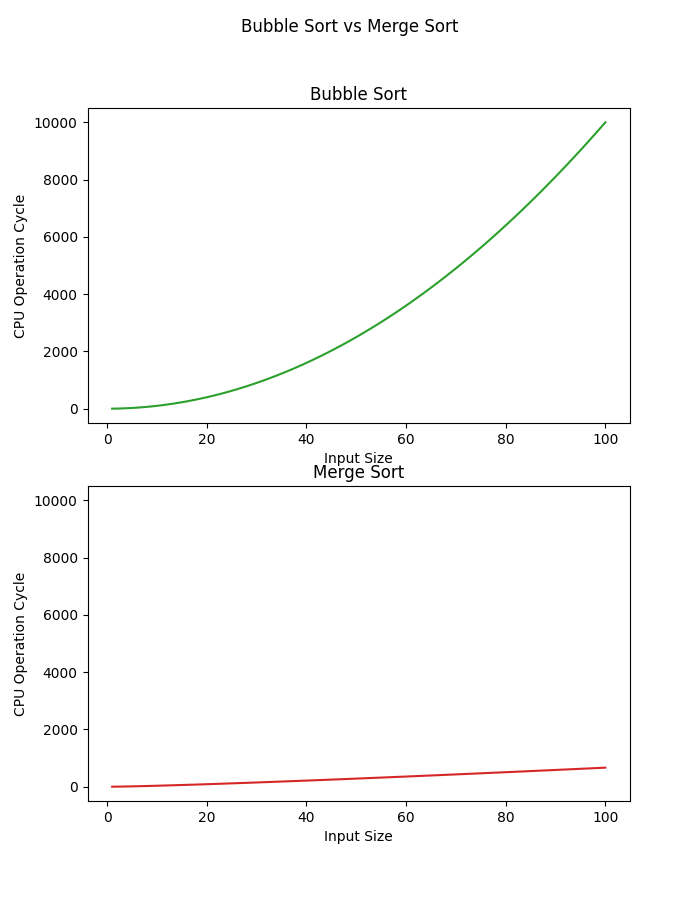 Bubble Sort vs Merge Sort
Bubble Sort
10000
8000
6000
4000
2000
0
CPU Operation Cycle
0 20 40 60 80 100
Input Size
Merge Sort
10000
8000
6000
4000
2000
0
CPU Operation Cycle
0 20 40 60 80 100
Input Size